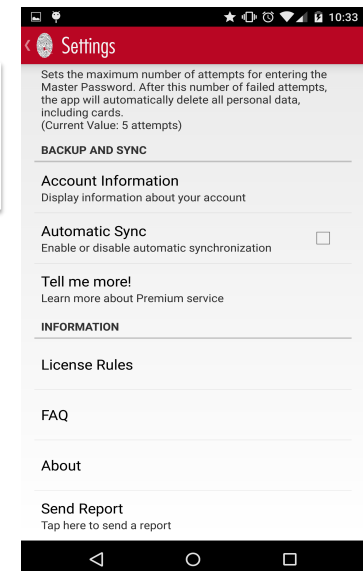 10:33
Settings
Sets the maximum number of attempts for entering the
Master Password. After this number of failed attempts,
the app will automatically delete all personal data,
including cards.
(Current Value: 5 attempts)
BACKUP AND SYNC
Account Information
Display information about your account
Automatic Sync
Enable or disable automatic synchronization
Tell me more!
Learn more about Premium service
INFORMATION
License Rules
FAQ
About
Send Report
Tap here to send a report